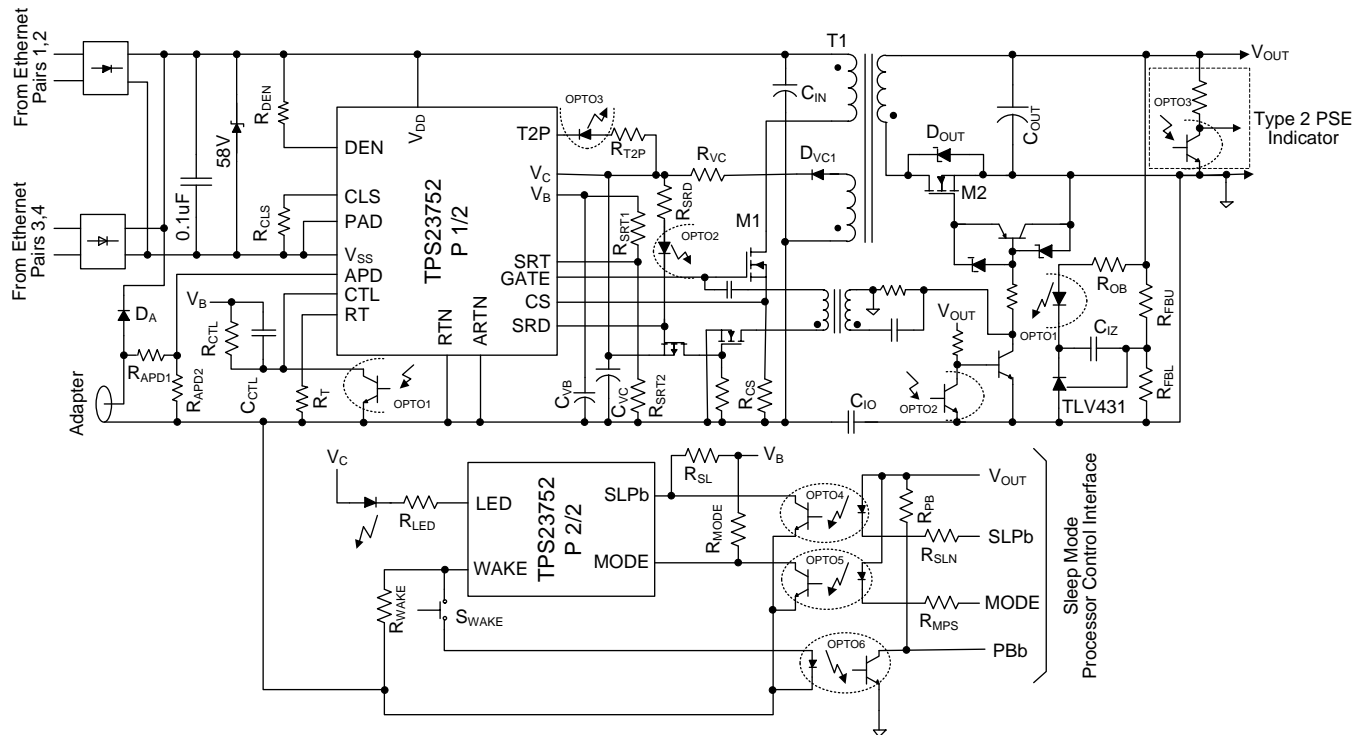 From Ethernet
Pairs 1,2
From Ethernet
Pairs 3,4
58V
0.1uF
RDEN
RCLS
DEN
CLS
PAD
VSS
APD
CTL
RT
VDD
TPS23752
P 1/2
RTN
ARTN
T2P
VC
VB
SRT
GATE
CS
SRD
OPTO3
RT2P
RVC
DVC1
RSRD
RSRT1
OPTO2
M1
CIN
T1
COUT
DOUT
M2
VOUT
OPTO3
Type 2 PSE
Indicator
DA
RAPD1
RAPD2
Adapter
VB
RCTL
CCTL
RT
OPTO1
CVB
CVC
RSRT2
RCS
CIO
VOUT
OPTO2
OPTO1
ROB
CIZ
RFBU
RFBL
TLV431
VC
RLED
LED
WAKE
TPS23752
P 2/2
SLPb
MODE
RSL
VB
RMODE
RWAKE
SWAKE
OPTO4
OPTO5
OPTO6
RPB
RSLN
RMPS
VOUT
SLPb
MODE
PBb
Sleep Mode
Processor Control Interface